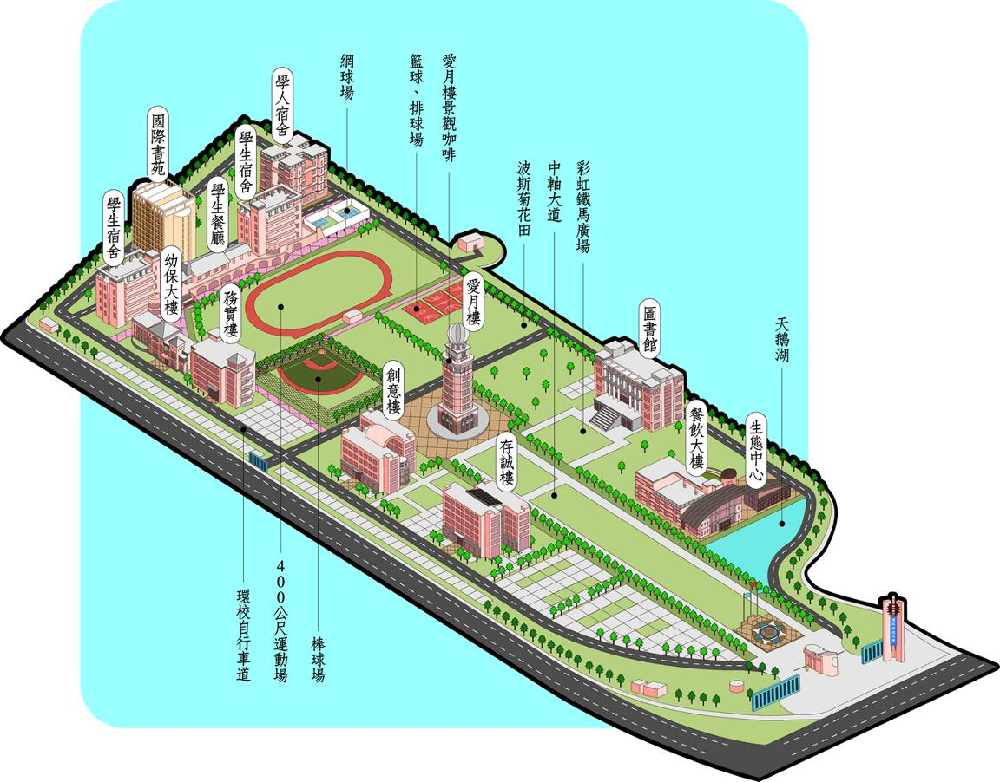 網球場
籃球、排球場
愛月樓景觀咖啡
學人宿舍
國際書苑
學生宿舍
學生餐廳
學生宿舍
波斯菊花田
中軸大道
彩虹鐵馬廣場
幼保大樓
務實樓
愛月樓
圖書館
天鵝湖
創意樓
餐飲大樓
生態中心
存誠樓
環校自行車道
400公尺運動場
棒球場